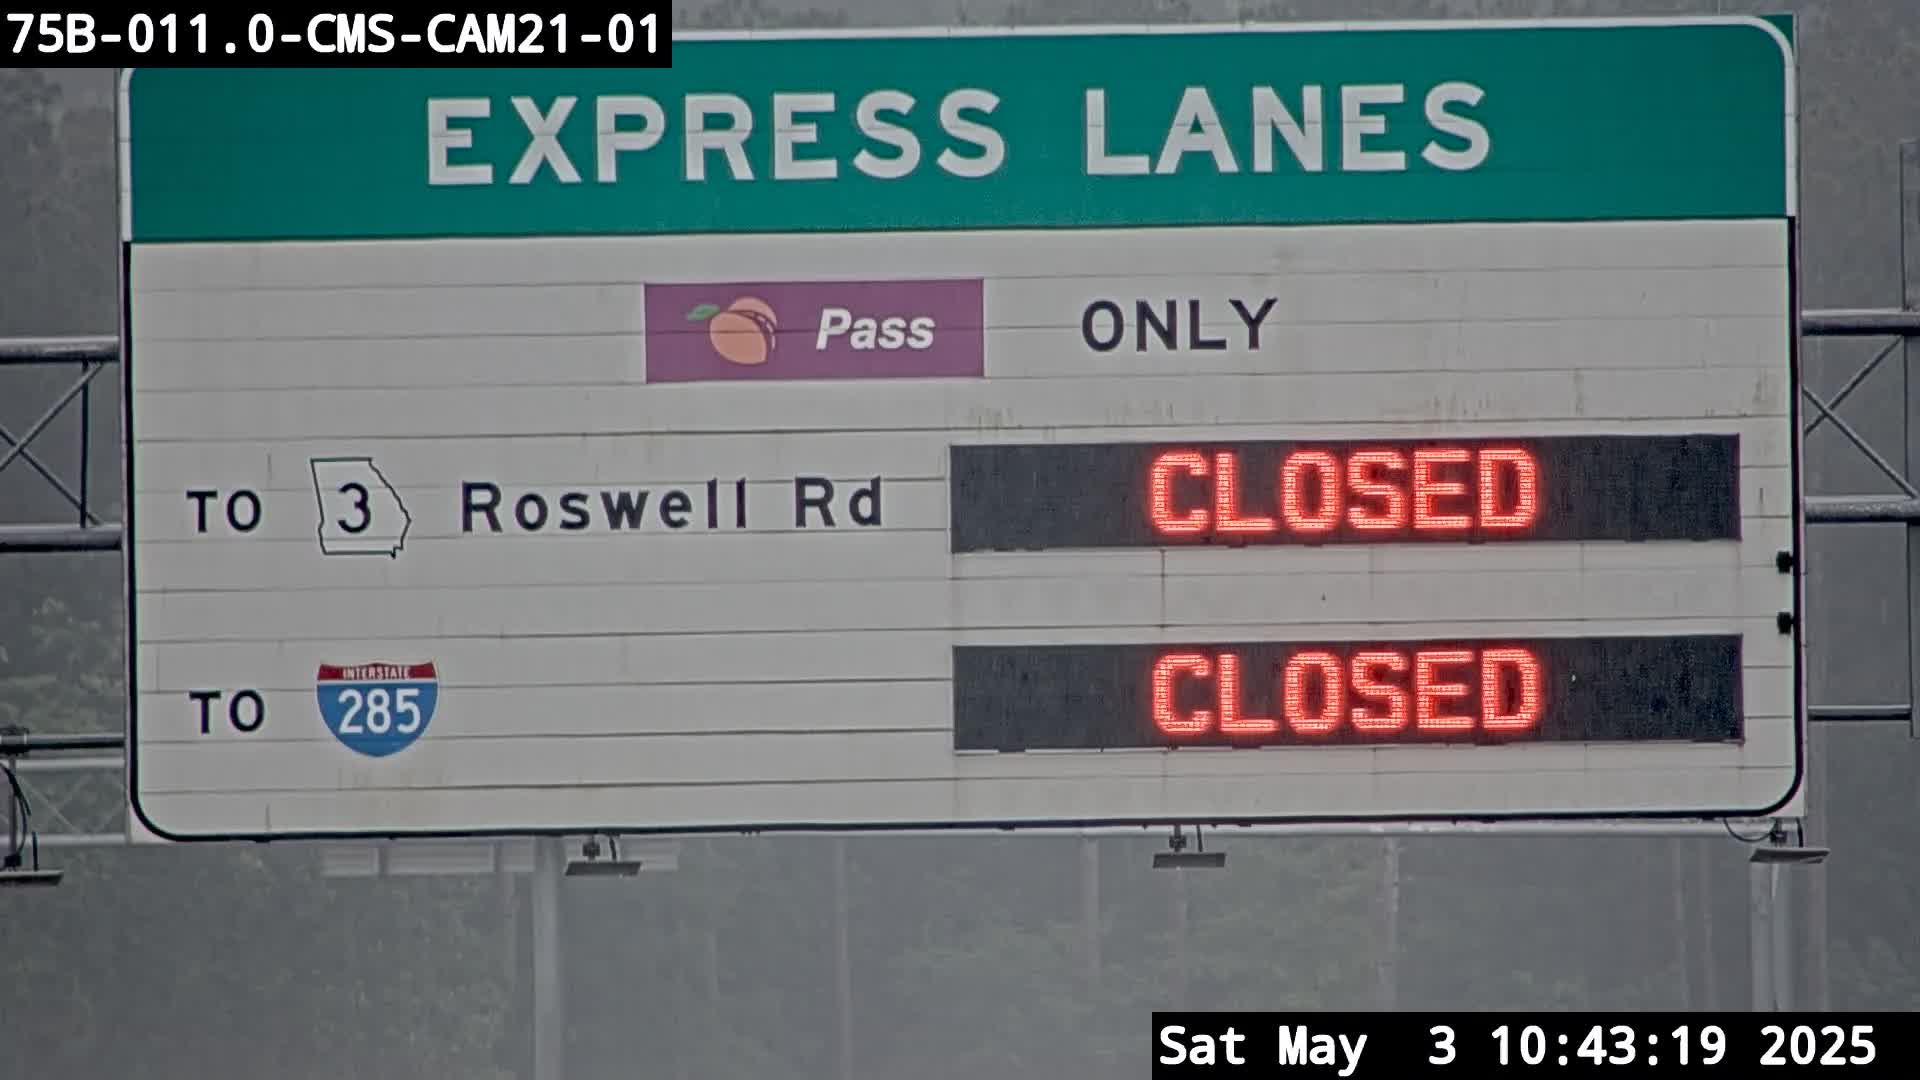 75B-011.0-CMS-CAM21-01
EXPRESS LANES
Pass ONLY
TO 3 Roswell Rd CLOSED
INTERSTATE
TO 285 CLOSED
Sat May 3 10:43:19 2025